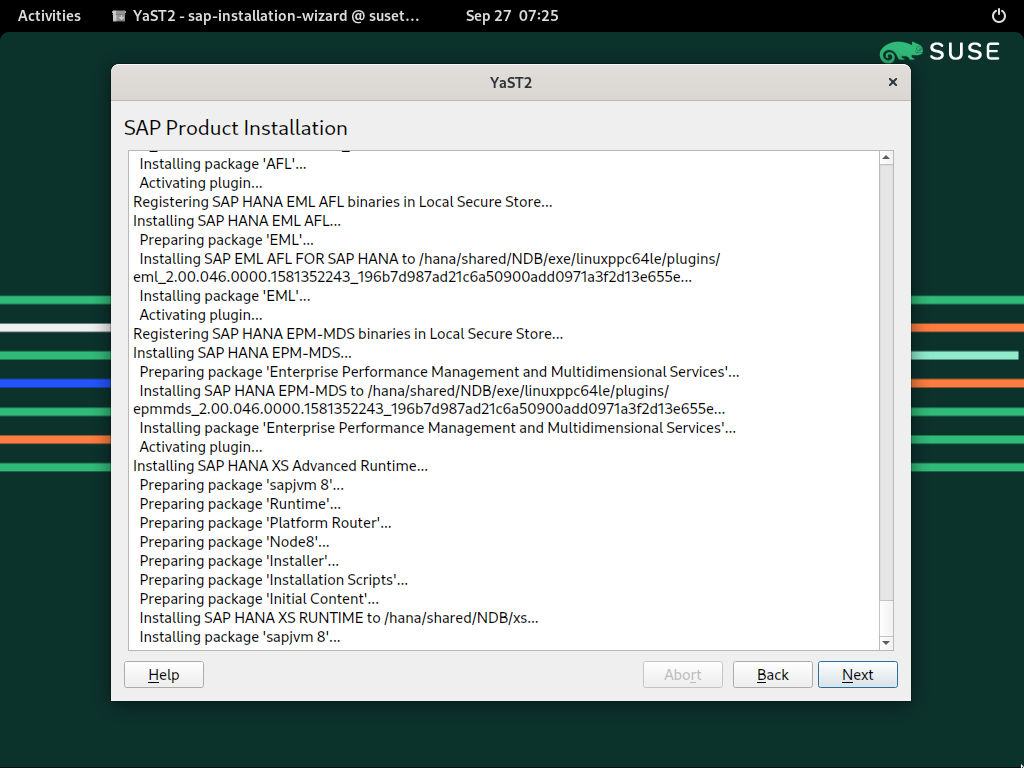 Activities
YaST2 - sap-installation-wizard @ suset…
Sep 27 07:25
SUSE
YaST2
SAP Product Installation
Installing package 'AFL'...
Activating plugin...
Registering SAP HANA EML AFL binaries in Local Secure Store...
Installing SAP HANA EML AFL...
Preparing package 'EML'...
Installing SAP EML AFL FOR SAP HANA to /hana/shared/NDB/exe/linuxppc64le/plugins/
eml_2.00.046.0000.1581352243_196b7d987ad21c6a50900add0971a3f2d13e655e...
Installing package 'EML'...
Activating plugin...
Registering SAP HANA EPM-MDS binaries in Local Secure Store...
Installing SAP HANA EPM-MDS...
Preparing package 'Enterprise Performance Management and Multidimensional Services'...
Installing SAP HANA EPM-MDS to /hana/shared/NDB/exe/linuxppc64le/plugins/
epmmds_2.00.046.0000.1581352243_196b7d987ad21c6a50900add0971a3f2d13e655e...
Installing package 'Enterprise Performance Management and Multidimensional Services'...
Activating plugin...
Installing SAP HANA XS Advanced Runtime...
Preparing package 'sapjvm 8'...
Preparing package 'Runtime'...
Preparing package 'Platform Router'...
Preparing package 'Node8'...
Preparing package 'Installer'...
Preparing package 'Installation Scripts'...
Preparing package 'Initial Content'...
Installing SAP HANA XS RUNTIME to /hana/shared/NDB/xs...
Installing package 'sapjvm 8'...
Help
Abort
Back
Next